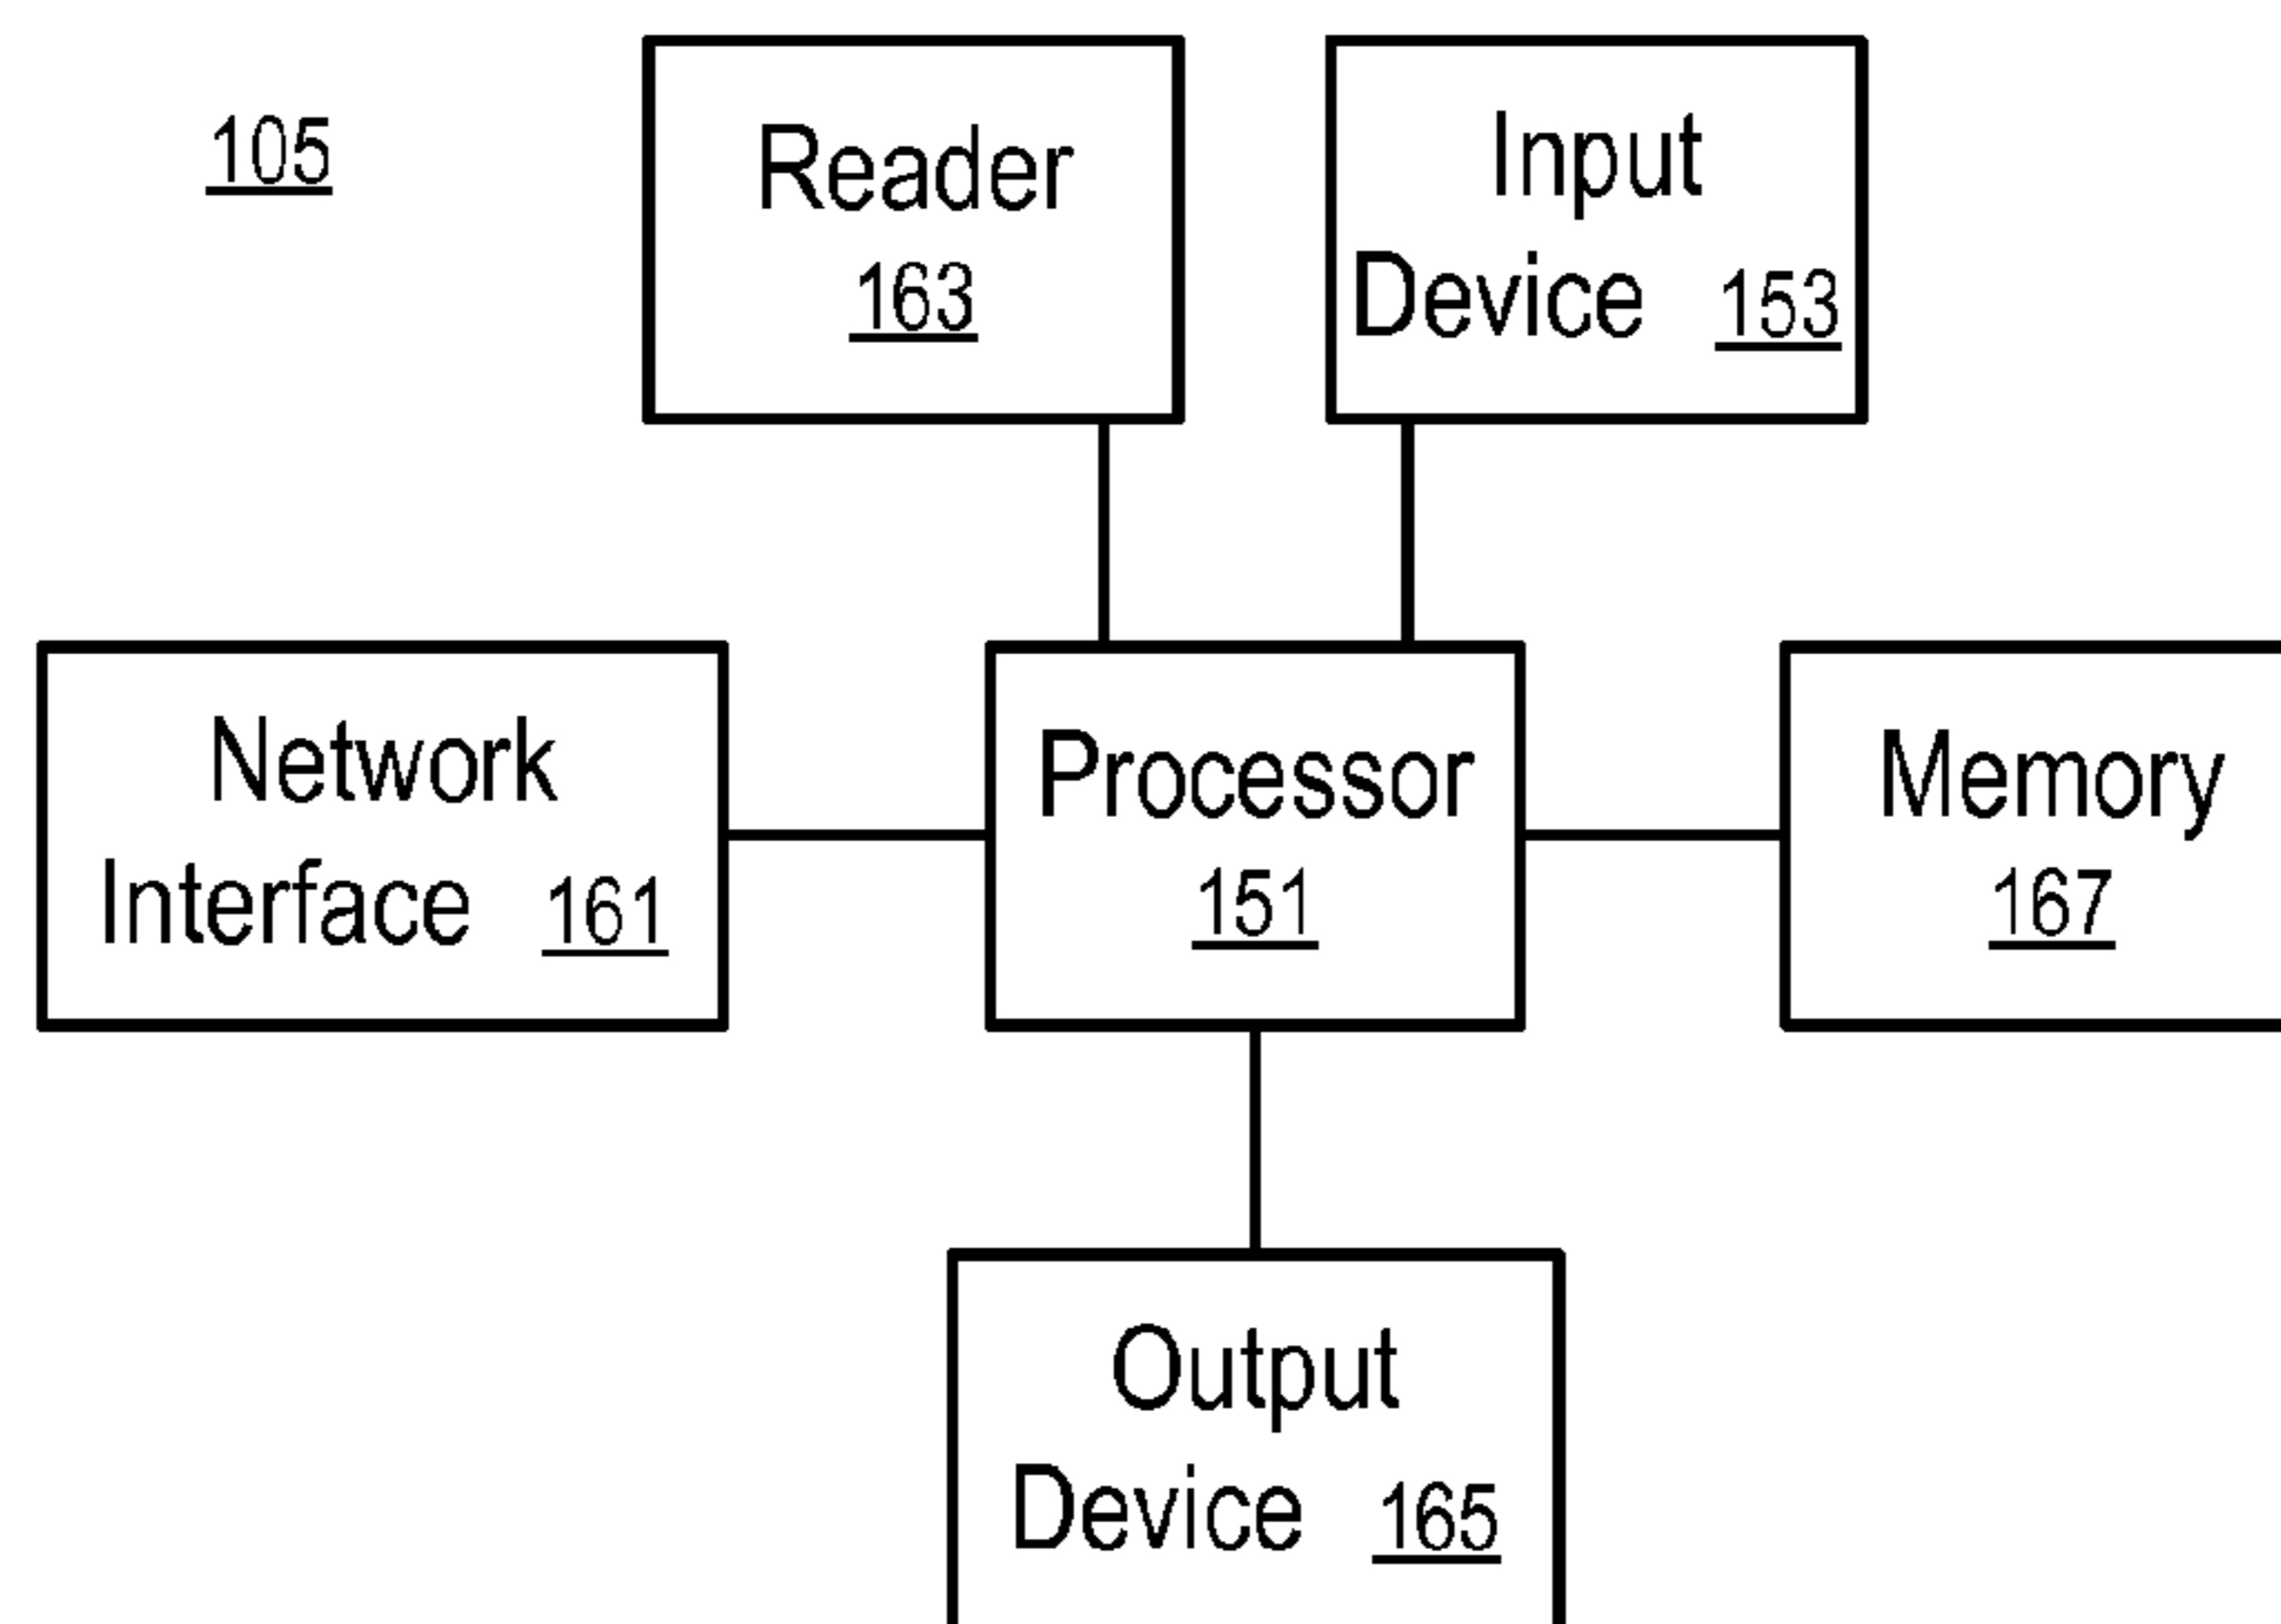 105
Reader
163
Input
Device 153
Network
Interface 161
Processor
151
Memory
167
Output
Device 165